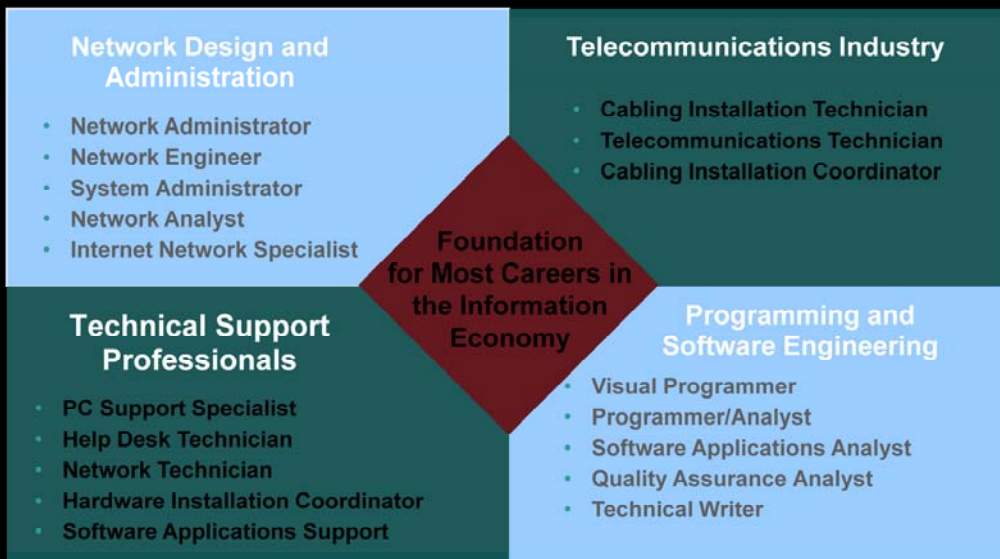 Network Design and
Administration
• Network Administrator
• Network Engineer
• System Administrator
• Network Analyst
• Internet Network Specialist
Telecommunications Industry
• Cabling Installation Technician
• Telecommunications Technician
• Cabling Installation Coordinator
Foundation
for Most Careers in
the Information
Economy
Technical Support
Professionals
• PC Support Specialist
• Help Desk Technician
• Network Technician
• Hardware Installation Coordinator
• Software Applications Support
Programming and
Software Engineering
• Visual Programmer
• Programmer/Analyst
• Software Applications Analyst
• Quality Assurance Analyst
• Technical Writer